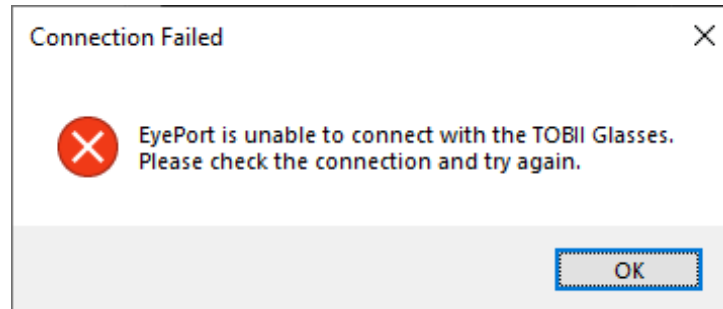 Connection Failed
EyePort is unable to connect with the TOBII Glasses.
Please check the connection and try again.
OK